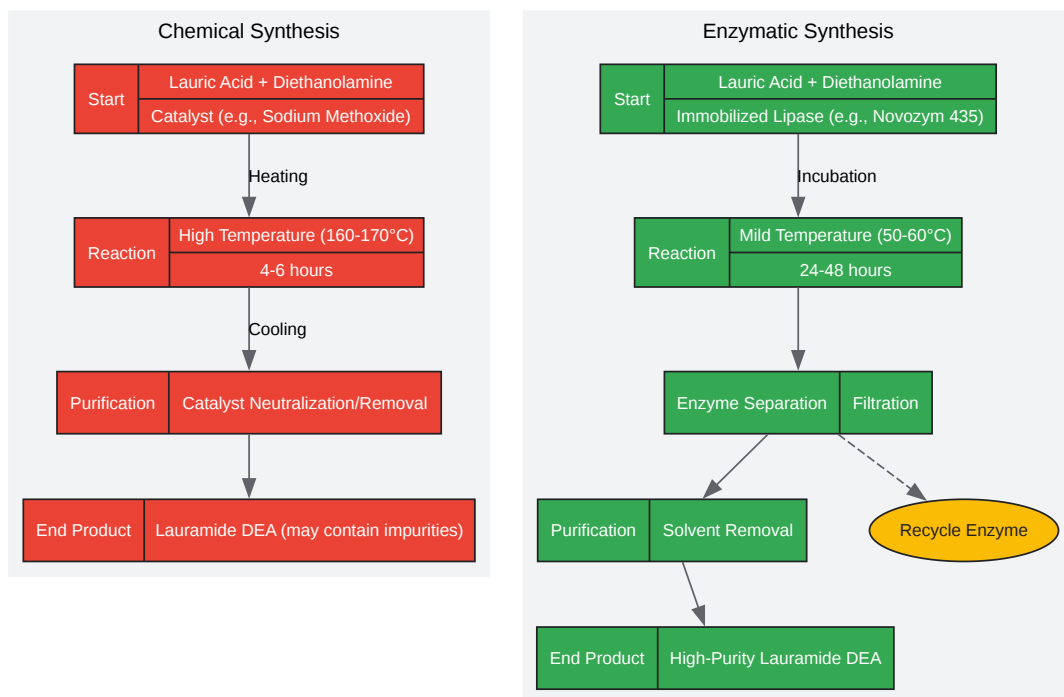 Chemical Synthesis
Start
Lauric Acid + Diethanolamine
Catalyst (e.g., Sodium Methoxide)
Heating
Reaction
High Temperature (160-170°C)
4-6 hours
Cooling
Purification
Catalyst Neutralization/Removal
End Product
Lauramide DEA (may contain impurities)
Enzymatic Synthesis
Start
Lauric Acid + Diethanolamine
Immobilized Lipase (e.g., Novozym 435)
Incubation
Reaction
Mild Temperature (50-60°C)
24-48 hours
Enzyme Separation
Filtration
Purification
Solvent Removal
Recycle Enzyme
End Product
High-Purity Lauramide DEA